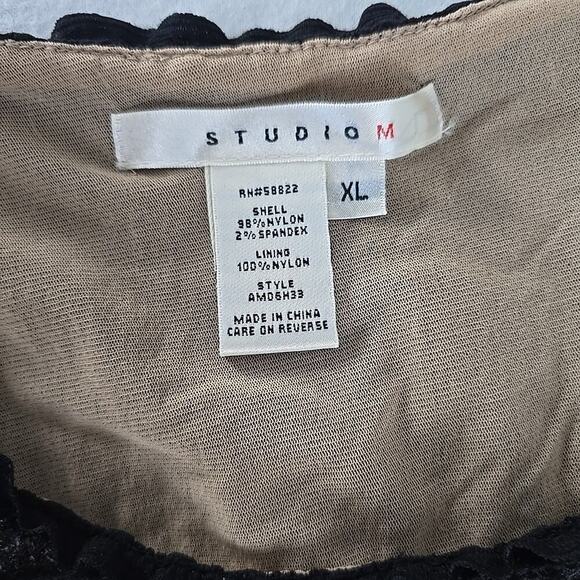 STUDIO M
XL
RN#58822
SHELL
98%NYLON
2%SPANDEX
LINING
100%NYLON
STYLE
AMD6H33
MADE IN CHINA
CARE ON REVERSE